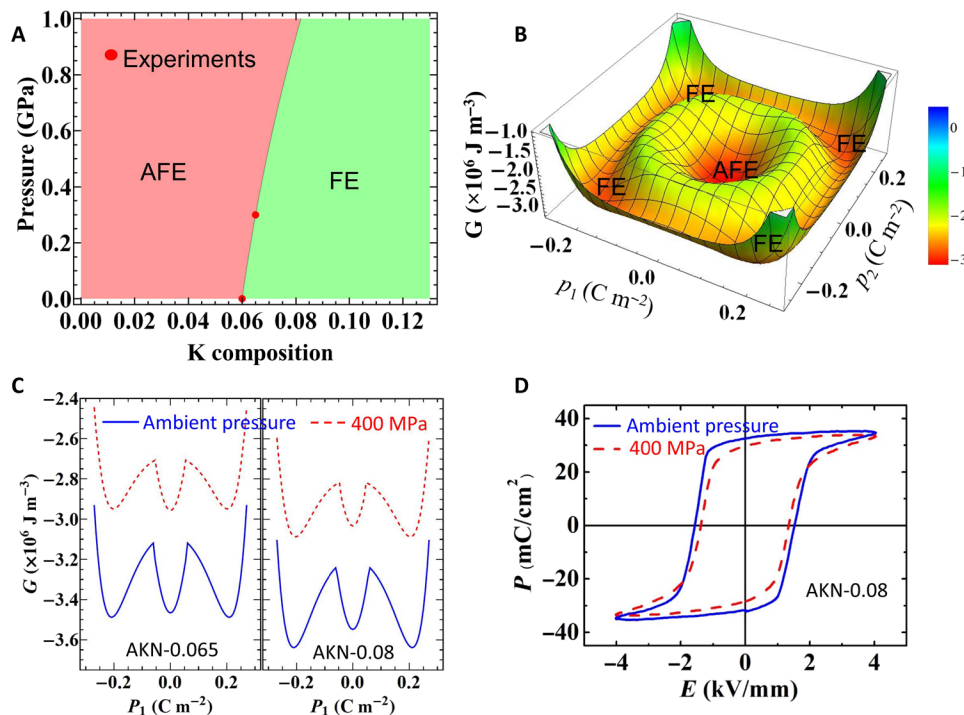 A
Pressure (GPa)
1.0
0.8
0.6
0.4
0.2
0.0
Experiments
AFE
FE
0.00 0.02 0.04 0.06 0.08 0.10 0.12
K composition
B
G (×10⁶ J m⁻³)
−1.0
−1.5
−2.0
−2.5
−3.0
FE
FE
AFE
FE
FE
−0.2
0.0
0.2
p₁ (C m⁻²)
−0.2
0.0
0.2
p₂ (C m⁻²)
0
−1
−2
−3
C
G (×10⁶ J m⁻³)
−2.4
−2.6
−2.8
−3.0
−3.2
−3.4
−3.6
Ambient pressure
400 MPa
AKN-0.065
AKN-0.08
−0.2 0.0 0.2
−0.2 0.0 0.2
P₁ (C m⁻²)
P₁ (C m⁻²)
D
P (mC/cm²)
40
20
0
−20
−40
Ambient pressure
400 MPa
AKN-0.08
−4 −2 0 2 4
E (kV/mm)